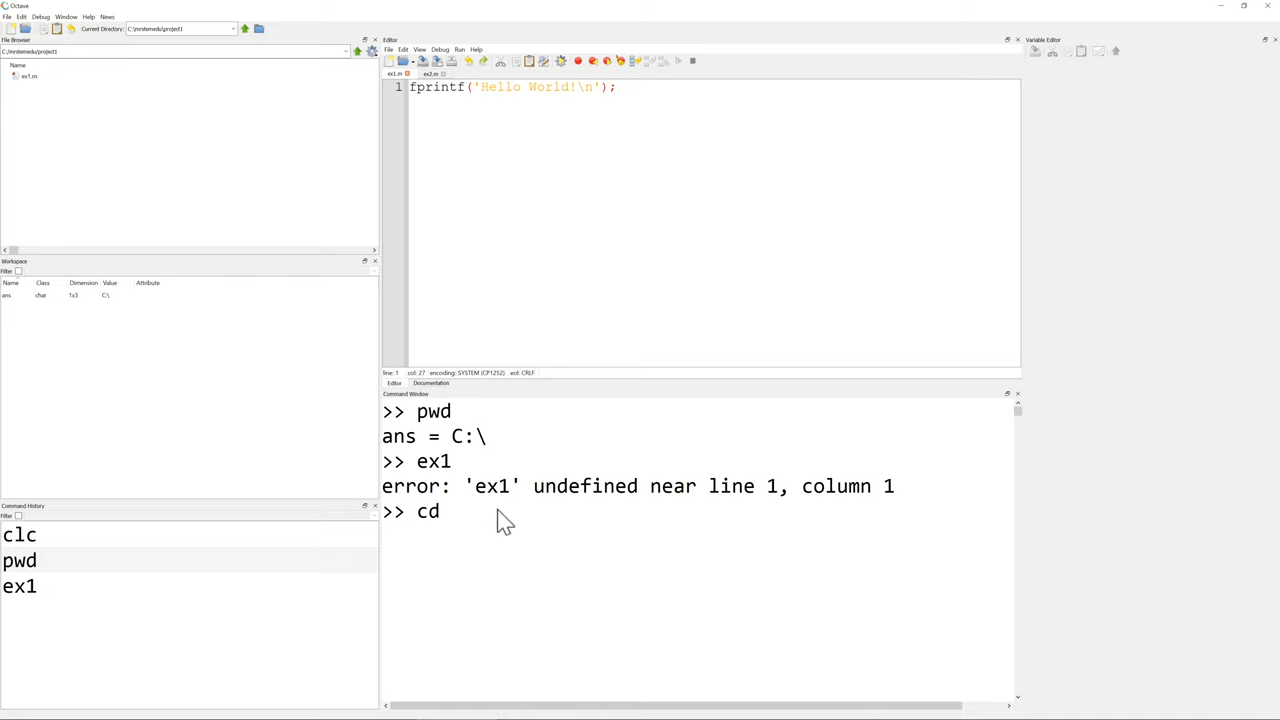 Octave
File Edit Debug Window Help News
Current Directory: C:\mrstemedu\project1
File Browser
C:/mrstemedu/project1
Name
ex1.m
Workspace
Filter
Name Class Dimension Value Attribute
ans char 1x3 C:\
Command History
Filter
clc
pwd
ex1
Editor
File Edit View Debug Run Help
ex1.m ex2.m
1 fprintf('Hello World!\n');
line: 1 col: 27 encoding: SYSTEM (CP1252) eol: CRLF
Editor Documentation
Command Window
>> pwd
ans = C:\
>> ex1
error: 'ex1' undefined near line 1, column 1
>> cd
Variable Editor